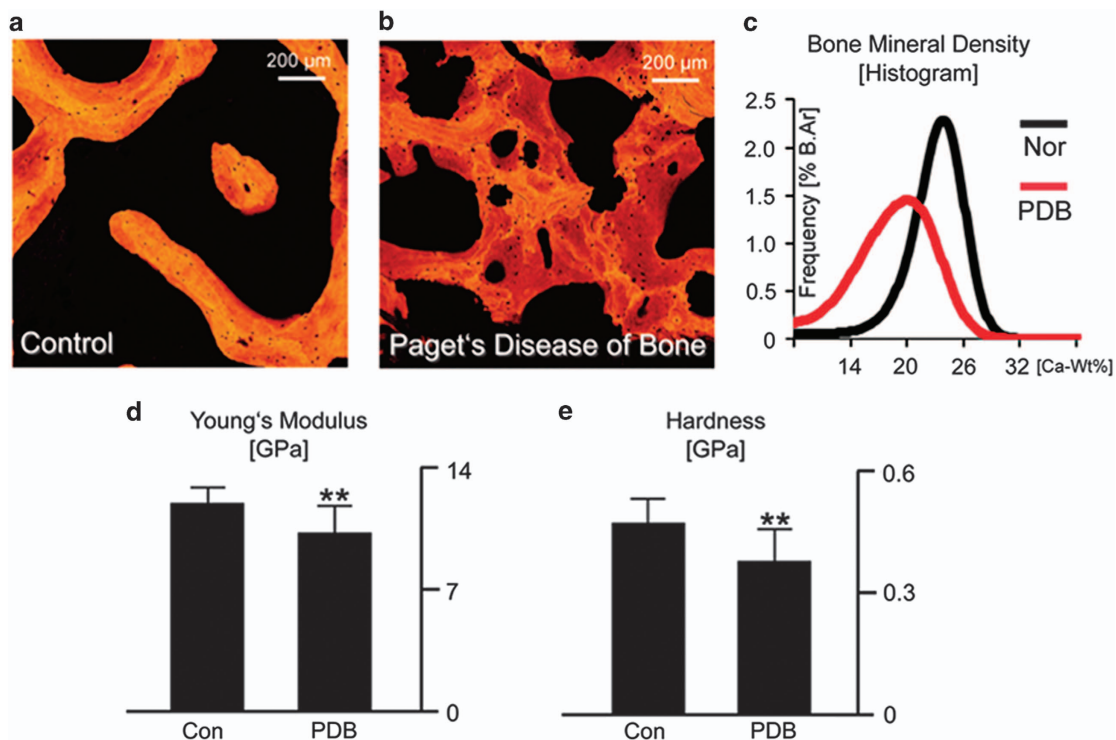 a
200 µm
Control
b
200 µm
Paget‘s Disease of Bone
c
Bone Mineral Density
[Histogram]
Frequency [% B.Ar]
2.5
2.0
1.5
1.0
0.5
0
14 20 26 32 [Ca-Wt%]
Nor
PDB
d
Young‘s Modulus
[GPa]
**
14
7
0
Con PDB
e
Hardness
[GPa]
**
0.6
0.3
0
Con PDB